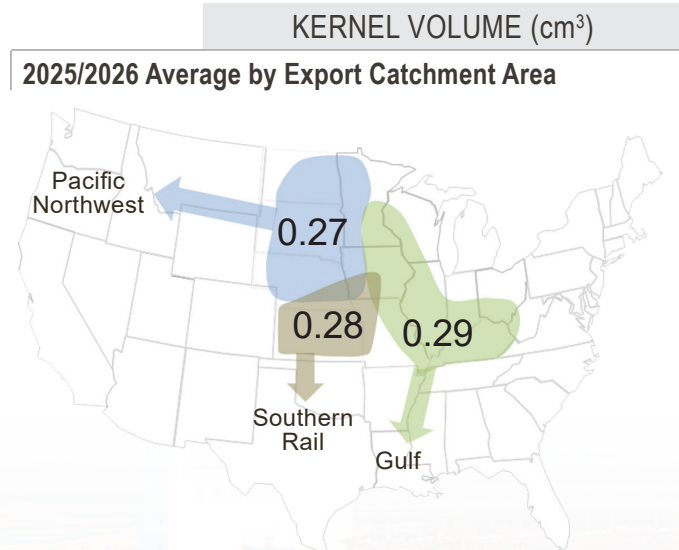 KERNEL VOLUME (cm³)
2025/2026 Average by Export Catchment Area
Pacific
Northwest
0.27
0.28
0.29
Southern
Rail
Gulf